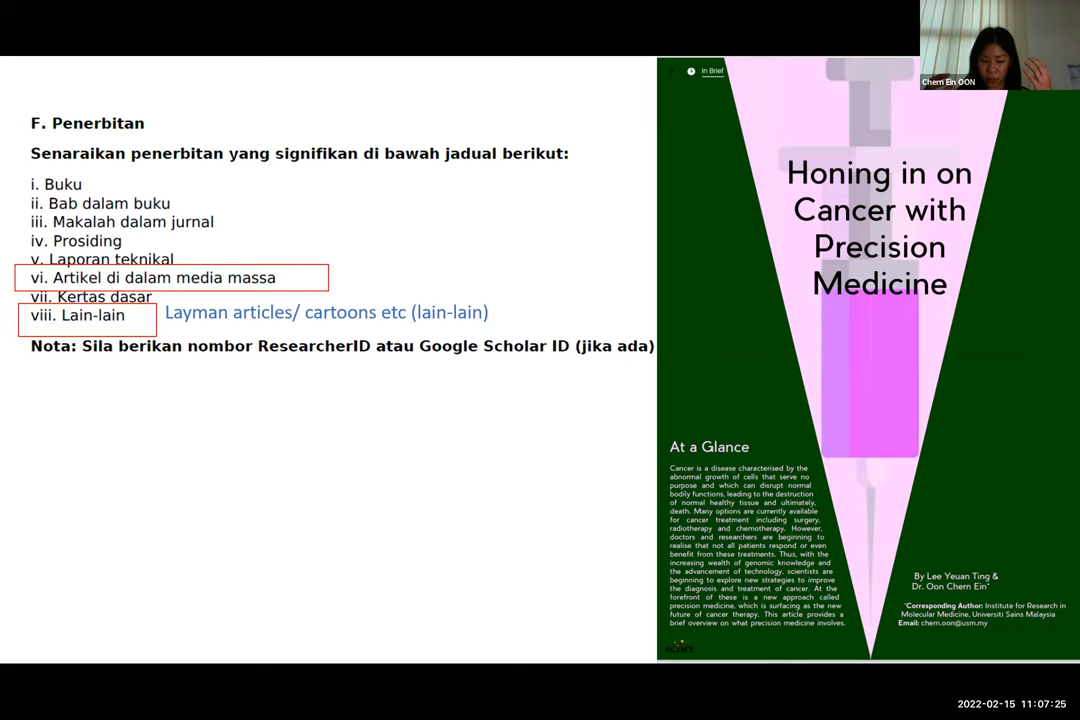 F. Penerbitan
Senaraikan penerbitan yang signifikan di bawah jadual berikut:
i. Buku
ii. Bab dalam buku
iii. Makalah dalam jurnal
iv. Prosiding
v. Laporan teknikal
vi. Artikel di dalam media massa
vii. Kertas dasar
viii. Lain-lain
Layman articles/ cartoons etc (lain-lain)
Nota: Sila berikan nombor ResearcherID atau Google Scholar ID (jika ada)
In Brief
Honing in on
Cancer with
Precision
Medicine
At a Glance
Cancer is a disease characterised by the
abnormal growth of cells that serve no
purpose and which can disrupt normal
bodily functions, leading to the destruction
of normal healthy tissue and ultimately,
death. Many options are currently available
for cancer treatment including surgery,
radiotherapy and chemotherapy. However,
doctors and researchers are beginning to
realise that not all patients respond or even
benefit from these treatments. Thus, with the
increasing wealth of genomic knowledge and
the advancement of technology, scientists are
beginning to explore new strategies to improve
the diagnosis and treatment of cancer. At the
forefront of these is a new approach called
precision medicine, which is surfacing as the new
future of cancer therapy. This article provides a
brief overview on what precision medicine involves.
By Lee Yeuan Ting &
Dr. Oon Chern Ein*
*Corresponding Author: Institute for Research in
Molecular Medicine, Universiti Sains Malaysia
Email: chern.oon@usm.my
SCIMY
Chern Ein OON
2022-02-15 11:07:25